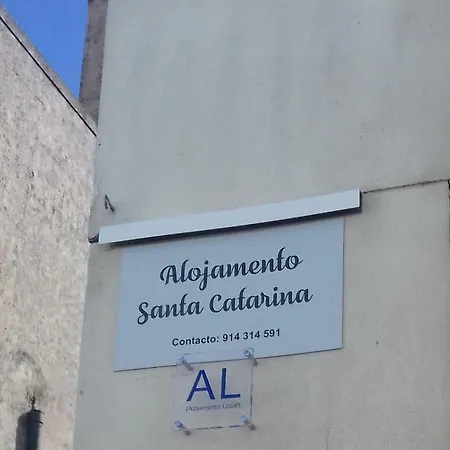 Alojamento
Santa Catarina
Contacto: 914 314 591
AL
(Alojamento Local)